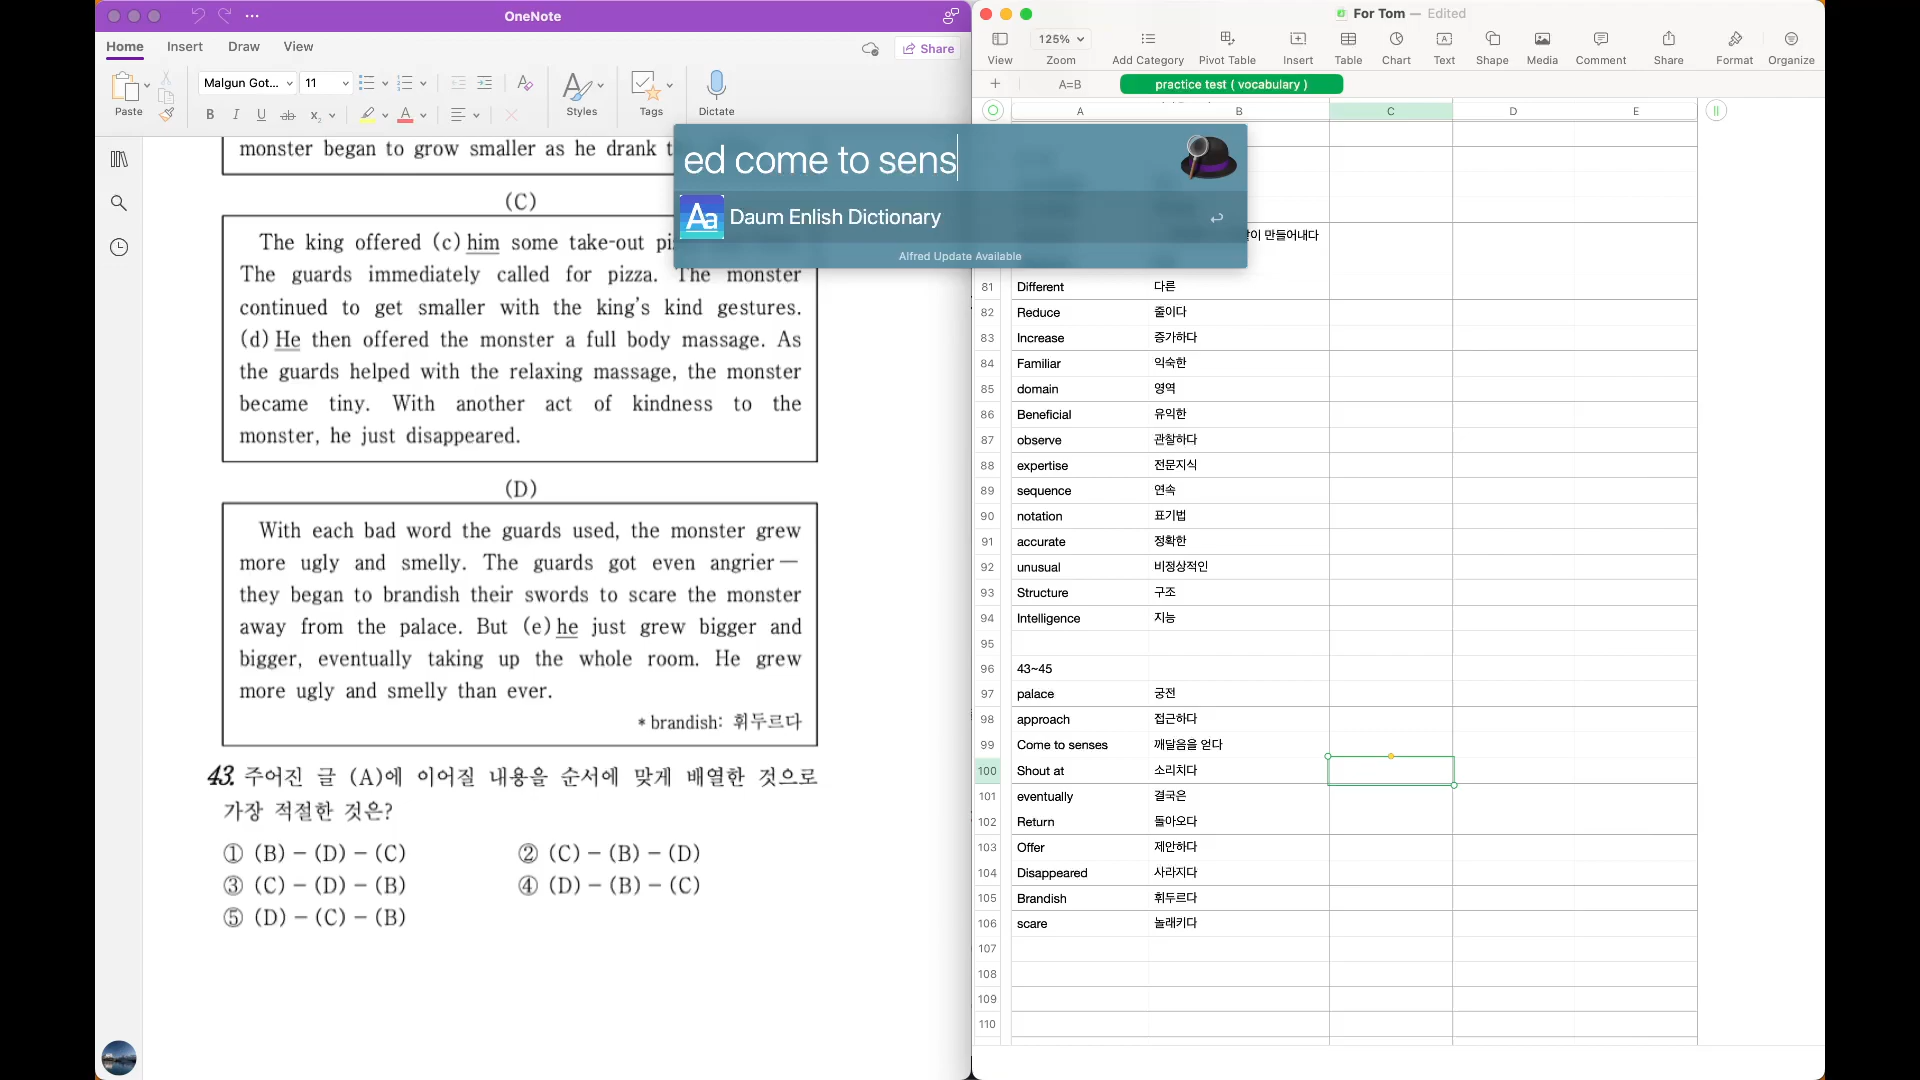 OneNote
Home Insert Draw View
Share
Malgun Got... 11
Paste
B I U ab x₂ A
Styles
Tags
Dictate
monster began to grow smaller as he drank t
(C)
The king offered (c) him some take-out pi
The guards immediately called for pizza. The monster
continued to get smaller with the king's kind gestures.
(d) He then offered the monster a full body massage. As
the guards helped with the relaxing massage, the monster
became tiny. With another act of kindness to the
monster, he just disappeared.
(D)
With each bad word the guards used, the monster grew
more ugly and smelly. The guards got even angrier —
they began to brandish their swords to scare the monster
away from the palace. But (e) he just grew bigger and
bigger, eventually taking up the whole room. He grew
more ugly and smelly than ever.
* brandish: 휘두르다
43. 주어진 글 (A)에 이어질 내용을 순서에 맞게 배열한 것으로
가장 적절한 것은?
① (B) − (D) − (C) ② (C) − (B) − (D)
③ (C) − (D) − (B) ④ (D) − (B) − (C)
⑤ (D) − (C) − (B)
ed come to sens
Aa Daum Enlish Dictionary
Alfred Update Available
For Tom — Edited
125%
View Zoom Add Category Pivot Table Insert Table Chart Text Shape Media Comment Share Format Organize
A=B
practice test ( vocabulary )
A B C D E
이 만들어내다
81 Different 다른
82 Reduce 줄이다
83 Increase 증가하다
84 Familiar 익숙한
85 domain 영역
86 Beneficial 유익한
87 observe 관찰하다
88 expertise 전문지식
89 sequence 연속
90 notation 표기법
91 accurate 정확한
92 unusual 비정상적인
93 Structure 구조
94 Intelligence 지능
95
96 43~45
97 palace 궁전
98 approach 접근하다
99 Come to senses 깨달음을 얻다
100 Shout at 소리치다
101 eventually 결국은
102 Return 돌아오다
103 Offer 제안하다
104 Disappeared 사라지다
105 Brandish 휘두르다
106 scare 놀래키다
107
108
109
110